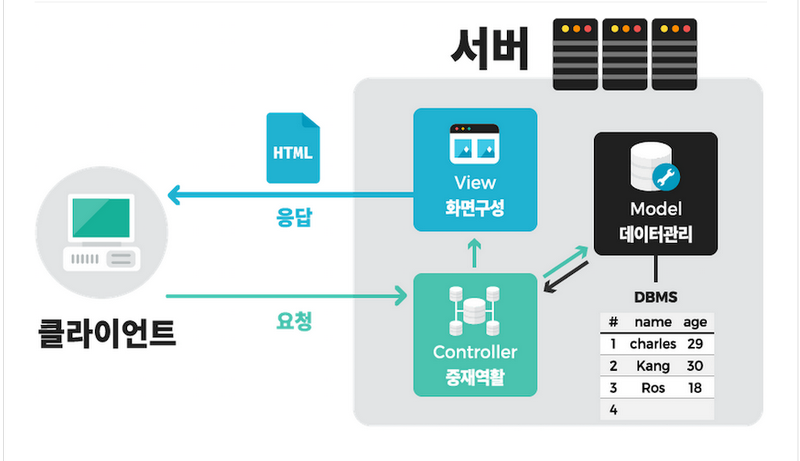 서버
HTML
View
화면구성
Model
데이터관리
응답
요청
클라이언트
Controller
중재역활
DBMS
# name age
1 charles 29
2 Kang 30
3 Ros 18
4